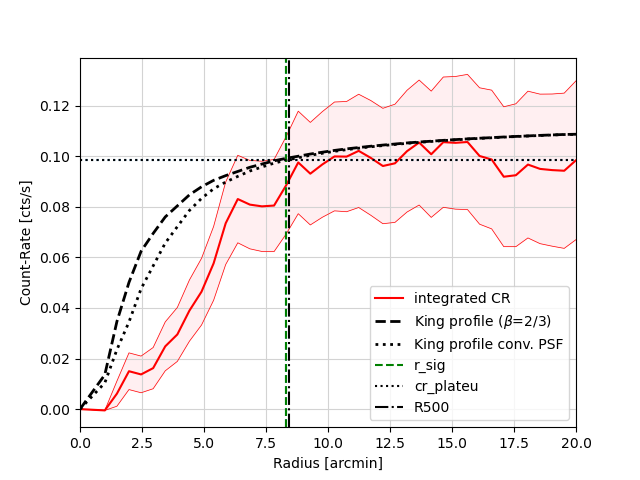 0.12
0.10
0.08
0.06
0.04
0.02
0.00
Count-Rate [cts/s]
integrated CR
King profile (β=2/3)
King profile conv. PSF
r_sig
cr_plateu
R500
0.0 2.5 5.0 7.5 10.0 12.5 15.0 17.5 20.0
Radius [arcmin]